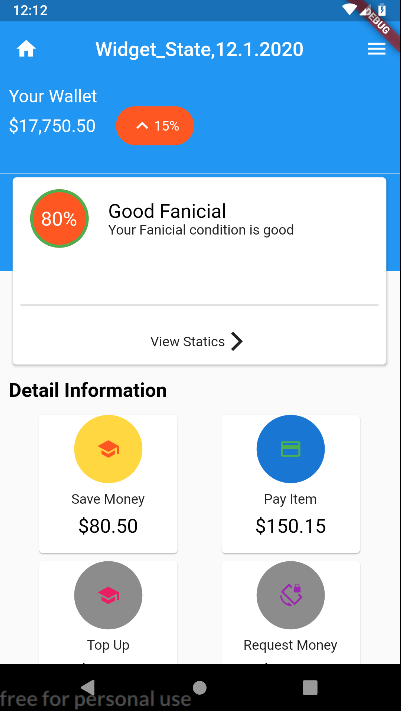 12:12
DEBUG
Widget_State,12.1.2020
Your Wallet
$17,750.50
15%
80%
Good Fanicial
Your Fanicial condition is good
View Statics
Detail Information
Save Money
Pay Item
$80.50
$150.15
Top Up
Request Money
free for personal use